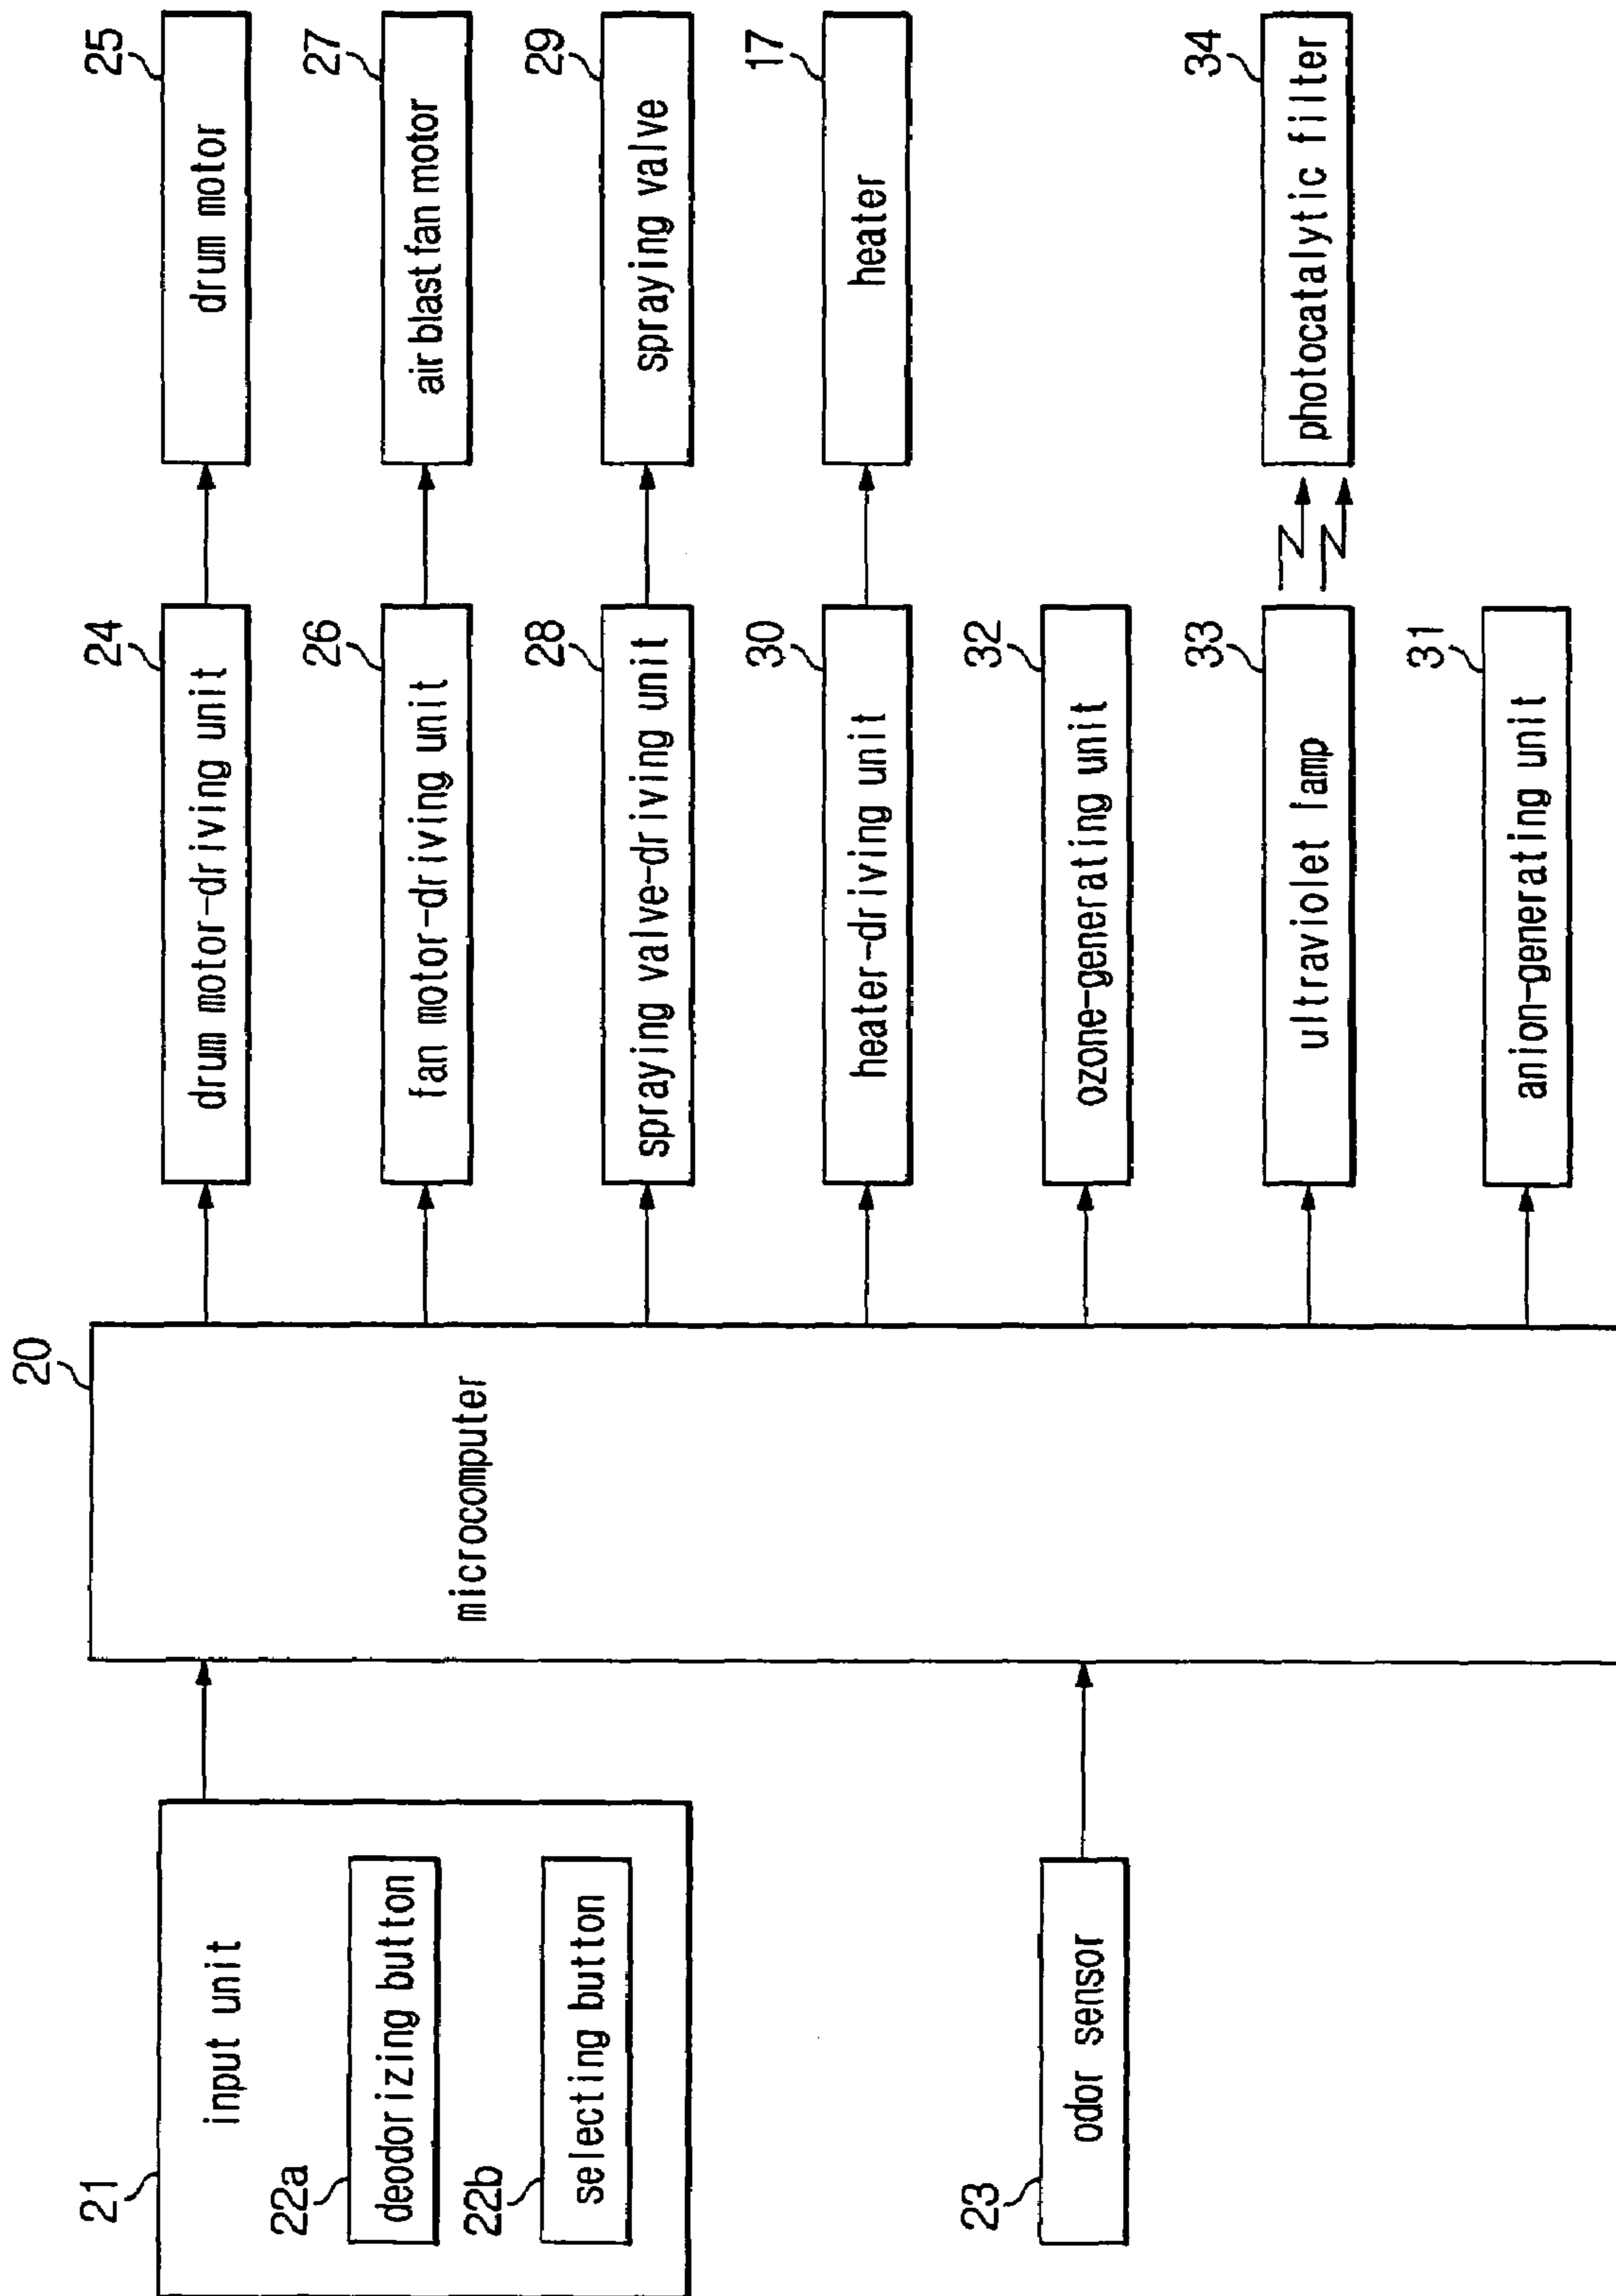 20
21
input unit
22a
deodorizing button
22b
selecting button
23
odor sensor
microcomputer
24
drum motor-driving unit
25
drum motor
26
fan motor-driving unit
27
air blast fan motor
28
spraying valve-driving unit
29
spraying valve
30
heater-driving unit
17
heater
32
ozone-generating unit
33
ultraviolet lamp
34
photocatalytic filter
31
anion-generating unit